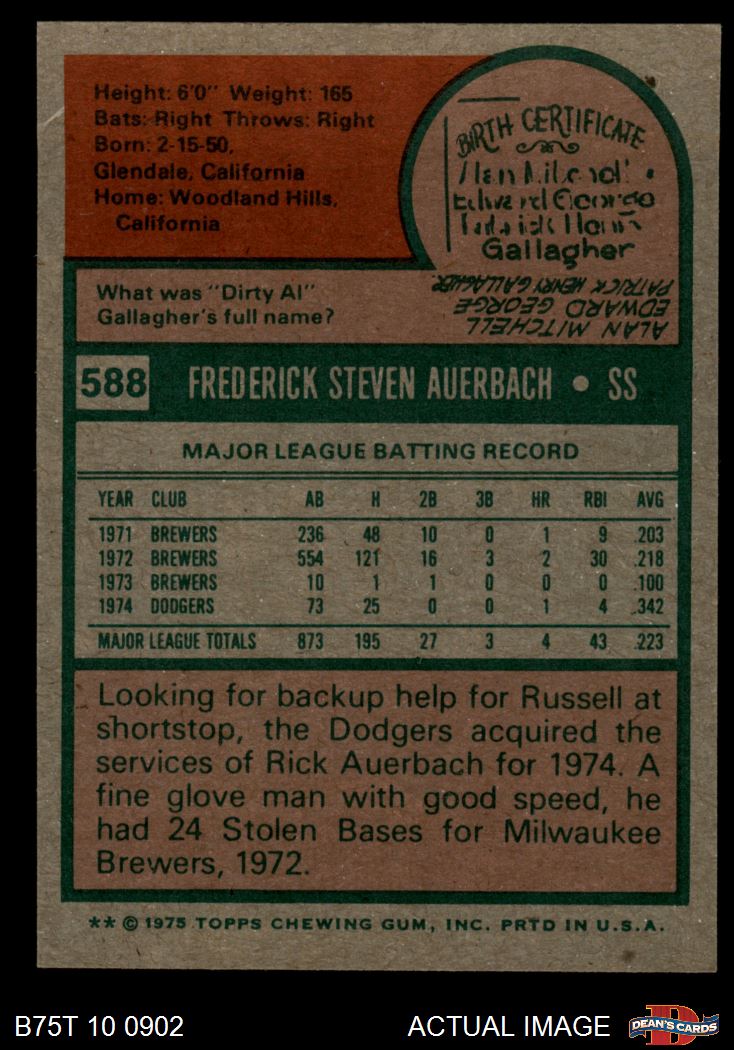 Height: 6'0" Weight: 165
Bats: Right Throws: Right
Born: 2-15-50,
Glendale, California
Home: Woodland Hills,
California
BIRTH CERTIFICATE
Gallagher
What was "Dirty Al"
Gallagher's full name?
ALAN MITCHELL
EDWARD GEORGE
PATRICK HENRY GALLAGHER.
588 FREDERICK STEVEN AUERBACH • SS
MAJOR LEAGUE BATTING RECORD
YEAR CLUB AB H 2B 3B HR RBI AVG
1971 BREWERS 236 48 10 0 1 9 .203
1972 BREWERS 554 121 16 3 2 30 .218
1973 BREWERS 10 1 1 0 0 0 .100
1974 DODGERS 73 25 0 0 1 4 .342
MAJOR LEAGUE TOTALS 873 195 27 3 4 43 .223
Looking for backup help for Russell at
shortstop, the Dodgers acquired the
services of Rick Auerbach for 1974. A
fine glove man with good speed, he
had 24 Stolen Bases for Milwaukee
Brewers, 1972.
** © 1975 TOPPS CHEWING GUM, INC. PRTD IN U.S.A.
B75T 10 0902 ACTUAL IMAGE DEAN'S CARDS